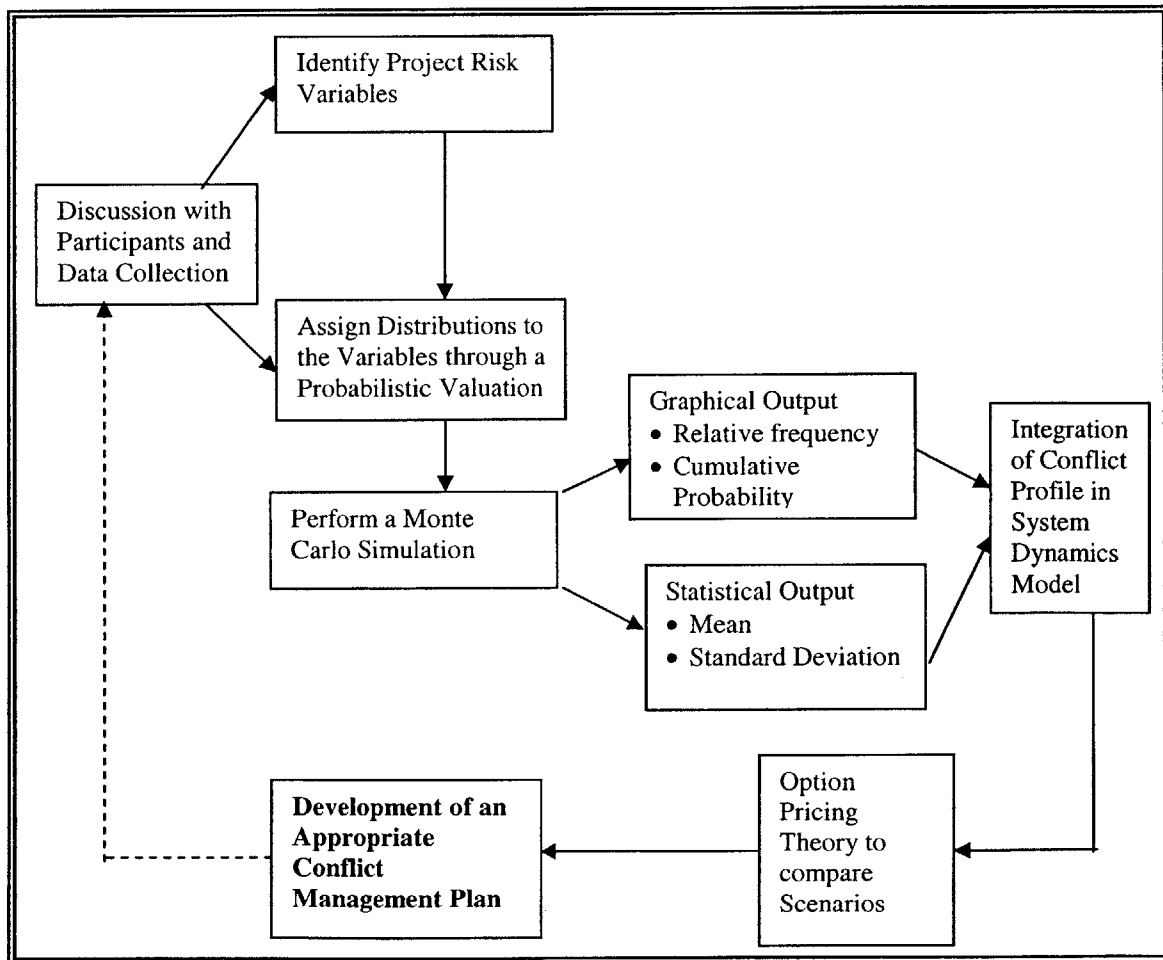 Identify Project Risk
Variables
Discussion with
Participants and
Data Collection
Assign Distributions to
the Variables through a
Probabilistic Valuation
Perform a Monte
Carlo Simulation
Graphical Output
• Relative frequency
• Cumulative
Probability
Statistical Output
• Mean
• Standard Deviation
Integration
of Conflict
Profile in
System
Dynamics
Model
Option
Pricing
Theory to
compare
Scenarios
Development of an
Appropriate
Conflict
Management Plan